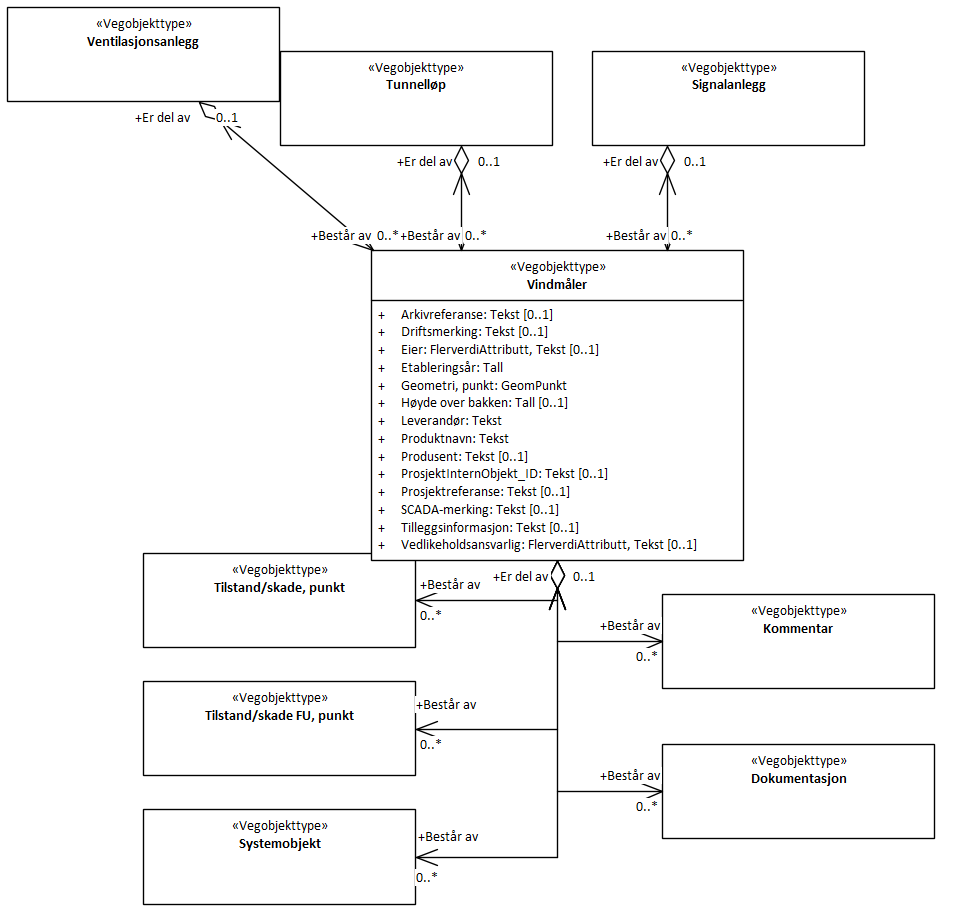 «Vegobjekttype»
Ventilasjonsanlegg
«Vegobjekttype»
Tunnelløp
«Vegobjekttype»
Signalanlegg
+Er del av
0..1
+Er del av
0..1
+Er del av
0..1
+Består av
0..*
+Består av
0..*
+Består av
0..*
«Vegobjekttype»
Vindmåler
+ Arkivreferanse: Tekst [0..1]
+ Driftsmerking: Tekst [0..1]
+ Eier: FlerverdiAttributt, Tekst [0..1]
+ Etableringsår: Tall
+ Geometri, punkt: GeomPunkt
+ Høyde over bakken: Tall [0..1]
+ Leverandør: Tekst
+ Produktnavn: Tekst
+ Produsent: Tekst [0..1]
+ ProsjektInternObjekt_ID: Tekst [0..1]
+ Prosjektreferanse: Tekst [0..1]
+ SCADA-merking: Tekst [0..1]
+ Tilleggsinformasjon: Tekst [0..1]
+ Vedlikeholdsansvarlig: FlerverdiAttributt, Tekst [0..1]
+Er del av
0..1
«Vegobjekttype»
Tilstand/skade, punkt
+Består av
0..*
«Vegobjekttype»
Kommentar
+Består av
0..*
«Vegobjekttype»
Tilstand/skade FU, punkt
+Består av
0..*
«Vegobjekttype»
Dokumentasjon
+Består av
0..*
«Vegobjekttype»
Systemobjekt
+Består av
0..*